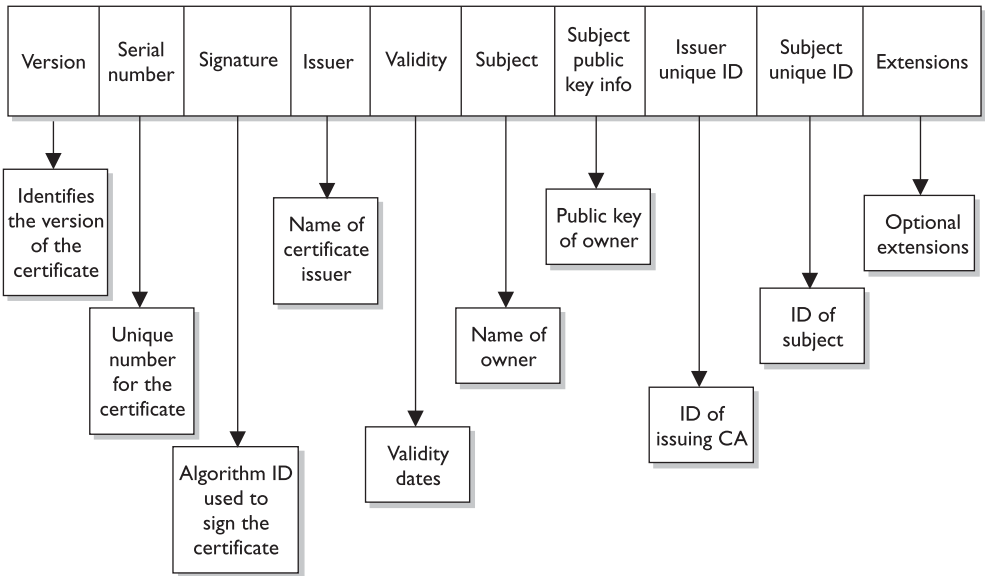 Version
Serial
number
Signature
Issuer
Validity
Subject
Subject
public
key info
Issuer
unique ID
Subject
unique ID
Extensions
Identifies
the version
of the
certificate
Unique
number
for the
certificate
Algorithm ID
used to
sign the
certificate
Name of
certificate
issuer
Validity
dates
Name of
owner
Public key
of owner
ID of
issuing CA
ID of
subject
Optional
extensions